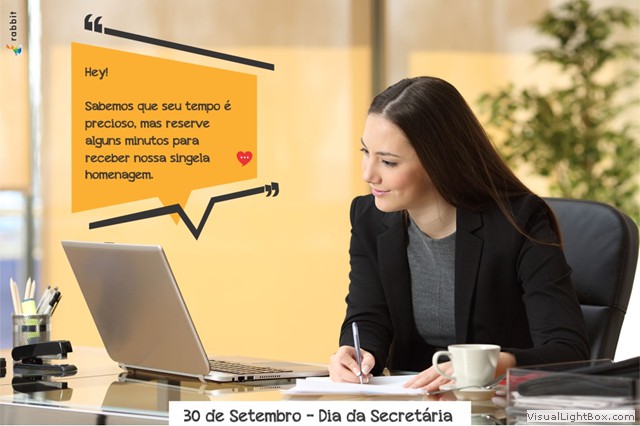 rabbit
Hey!
Sabemos que seu tempo é
precioso, mas reserve
alguns minutos para
receber nossa singela
homenagem.
30 de Setembro - Dia da Secretária
VisualLightBox.com